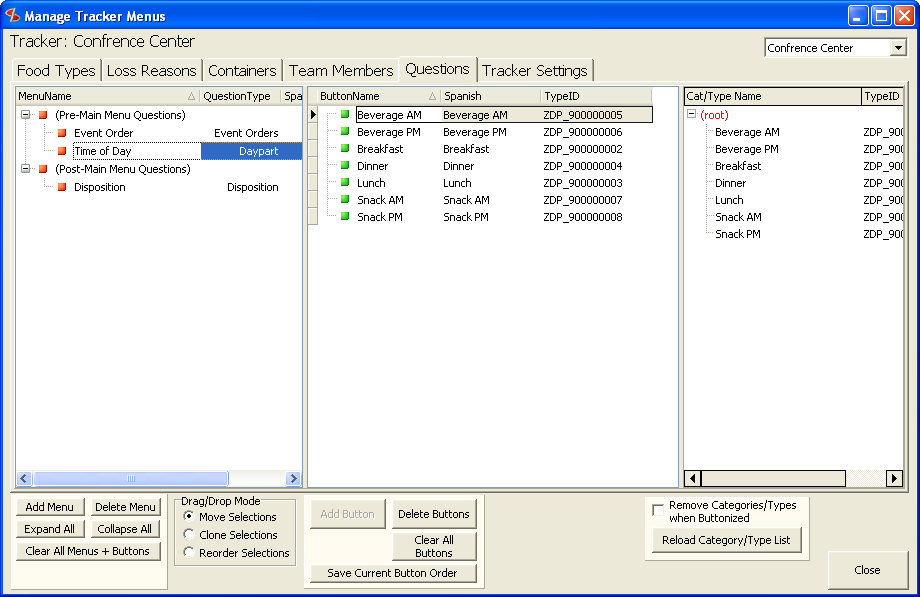 Manage Tracker Menus
Tracker: Confrence Center
Confrence Center
Food Types Loss Reasons Containers Team Members Questions Tracker Settings
MenuName QuestionType Spa
(Pre-Main Menu Questions)
Event Order Event Orders
Time of Day Daypart
(Post-Main Menu Questions)
Disposition Disposition
ButtonName Spanish TypeID
Beverage AM Beverage AM ZDP_900000005
Beverage PM Beverage PM ZDP_900000006
Breakfast Breakfast ZDP_900000002
Dinner Dinner ZDP_900000004
Lunch Lunch ZDP_900000003
Snack AM Snack AM ZDP_900000007
Snack PM Snack PM ZDP_900000008
Cat/Type Name TypeID
(root)
Beverage AM ZDP_900
Beverage PM ZDP_900
Breakfast ZDP_900
Dinner ZDP_900
Lunch ZDP_900
Snack AM ZDP_900
Snack PM ZDP_900
Add Menu Delete Menu
Expand All Collapse All
Clear All Menus + Buttons
Drag/Drop Mode
Move Selections
Clone Selections
Reorder Selections
Add Button Delete Buttons
Clear All
Buttons
Save Current Button Order
Remove Categories/Types
when Buttonized
Reload Category/Type List
Close